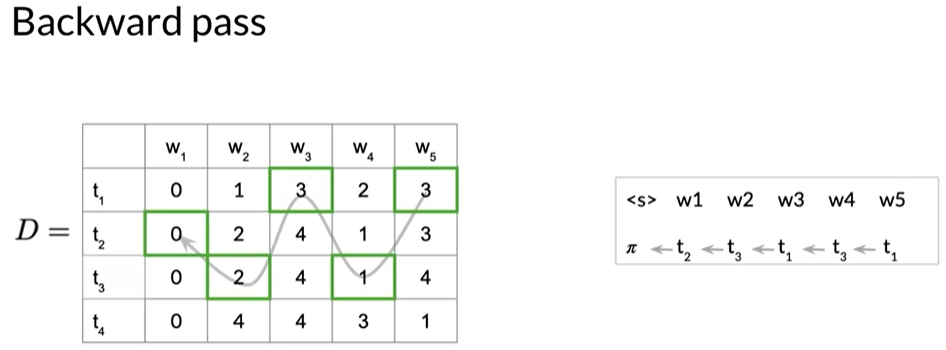 Backward pass
D =
w₁ w₂ w₃ w₄ w₅
t₁ 0 1 3 2 3
t₂ 0 2 4 1 3
t₃ 0 2 4 1 4
t₄ 0 4 4 3 1
<s> w1 w2 w3 w4 w5
π ← t₂ ← t₃ ← t₁ ← t₃ ← t₁